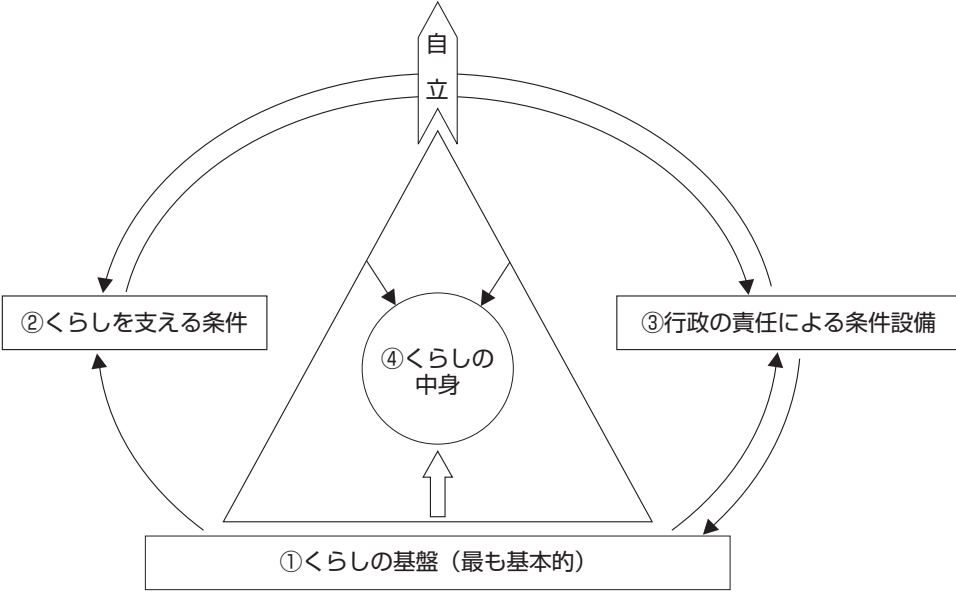 自立
②くらしを支える条件
③行政の責任による条件設備
④くらしの
中身
①くらしの基盤（最も基本的）